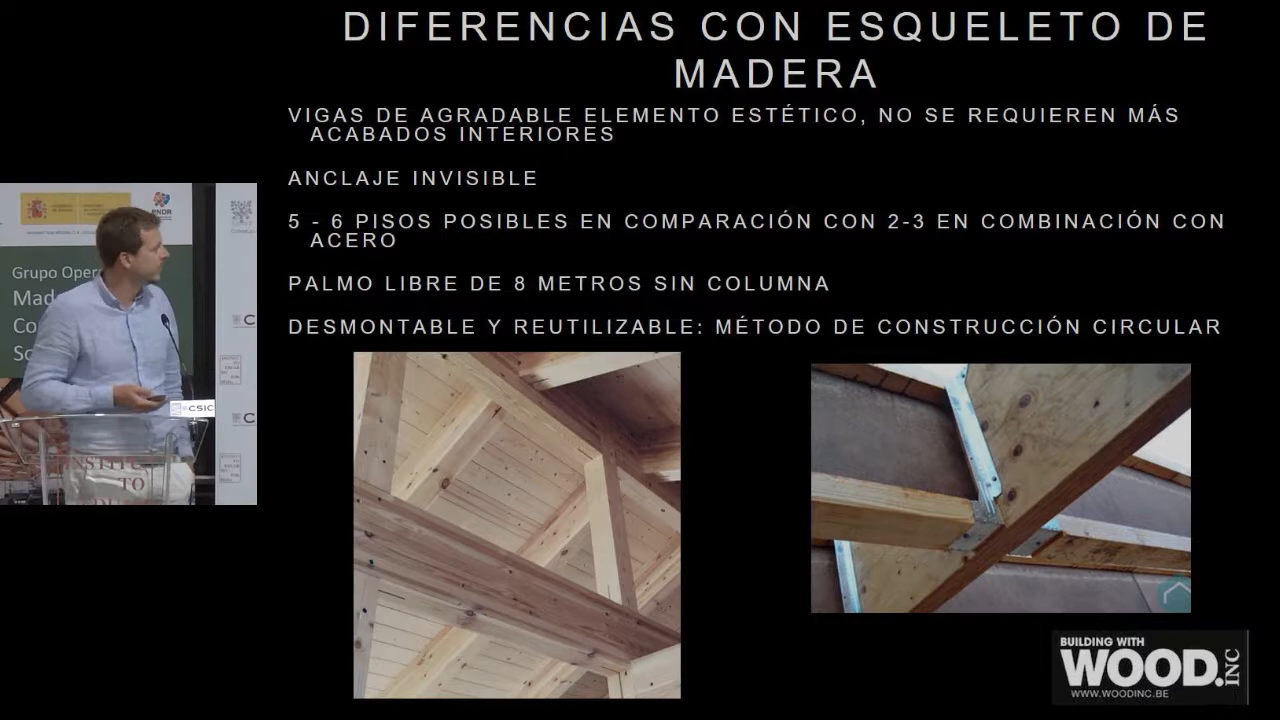 DIFERENCIAS CON ESQUELETO DE
MADERA
VIGAS DE AGRADABLE ELEMENTO ESTÉTICO, NO SE REQUIEREN MÁS
ACABADOS INTERIORES
ANCLAJE INVISIBLE
5 - 6 PISOS POSIBLES EN COMPARACIÓN CON 2-3 EN COMBINACIÓN CON
ACERO
PALMO LIBRE DE 8 METROS SIN COLUMNA
DESMONTABLE Y REUTILIZABLE: MÉTODO DE CONSTRUCCIÓN CIRCULAR
PNDR
Grupo Oper
Mad
Co
So
CSIC
C
C
INSTITU
TO
BUILDING WITH
WOOD.INC
WWW.WOODINC.BE